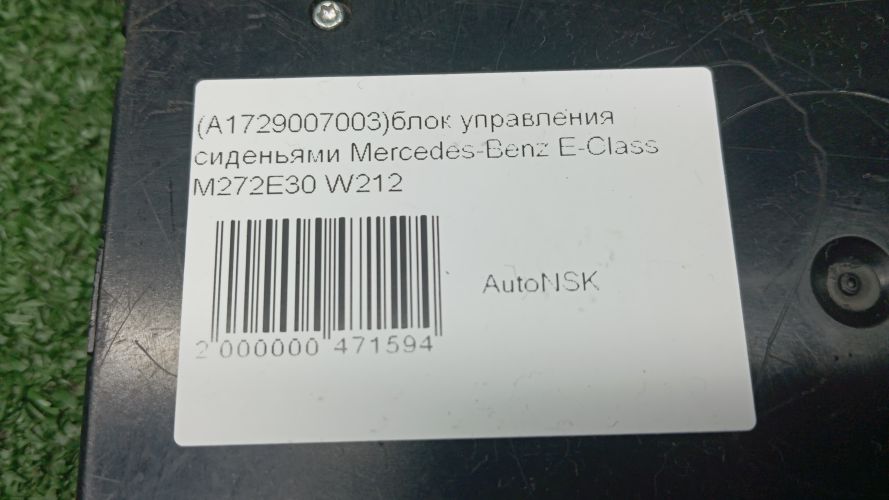 (A1729007003)блок управления
сиденьями Mercedes-Benz E-Class
M272E30 W212
AutoNSK
2 000000 471594